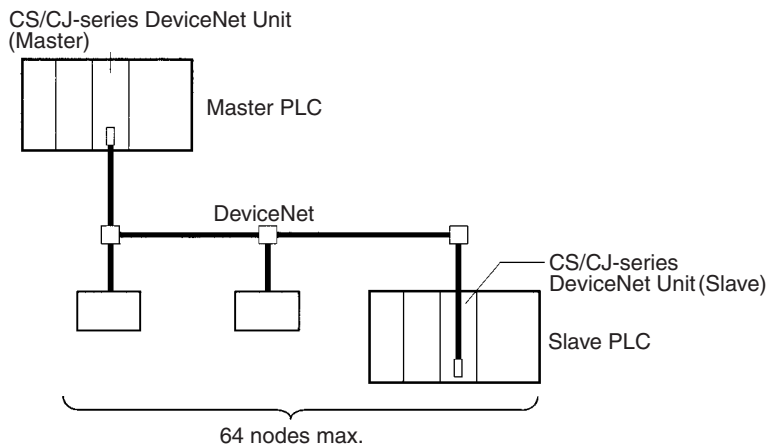 CS/CJ-series DeviceNet Unit
(Master)
Master PLC
DeviceNet
CS/CJ-series
DeviceNet Unit (Slave)
Slave PLC
64 nodes max.